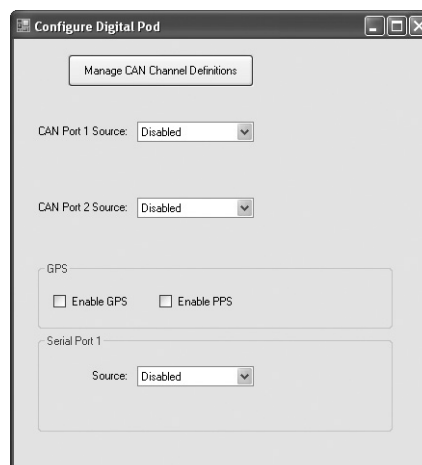 Configure Digital Pod
Manage CAN Channel Definitions
CAN Port 1 Source: Disabled
CAN Port 2 Source: Disabled
GPS
Enable GPS Enable PPS
Serial Port 1
Source: Disabled